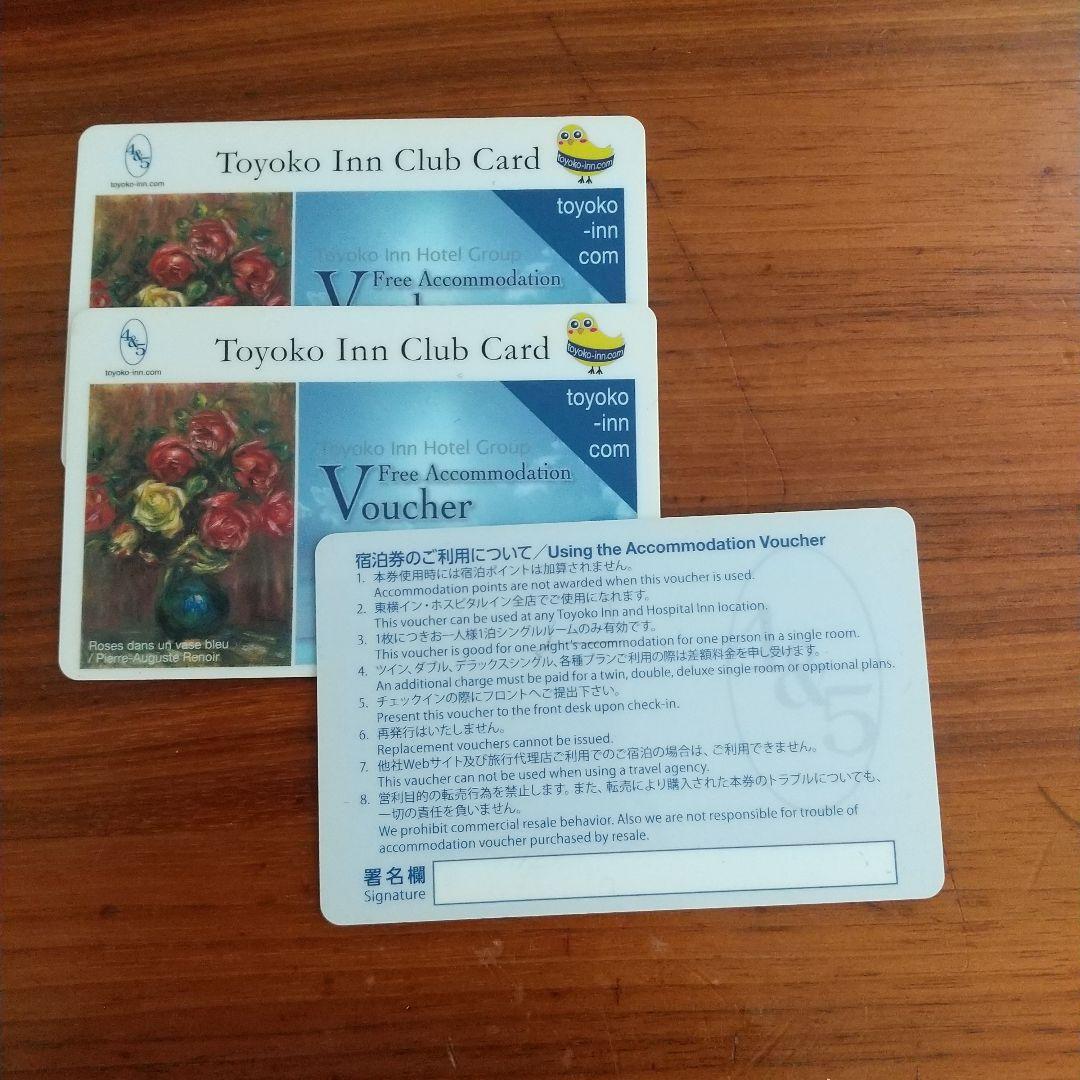 4&5
toyoko-inn.com
Toyoko Inn Club Card
toyoko-inn.com
toyoko
-inn
com
Toyoko Inn Hotel Group
Free Accommodation
4&5
toyoko-inn.com
Toyoko Inn Club Card
toyoko-inn.com
toyoko
-inn
com
Toyoko Inn Hotel Group
Free Accommodation
Voucher
Roses dans un vase bleu
/ Pierre-Auguste Renoir
宿泊券のご利用について／Using the Accommodation Voucher
1. 本券使用時には宿泊ポイントは加算されません。
Accommodation points are not awarded when this voucher is used.
2. 東横イン・ホスピタルイン全店でご使用になれます。
This voucher can be used at any Toyoko Inn and Hospital Inn location.
3. 1枚につきお一人様1泊シングルルームのみ有効です。
This voucher is good for one night's accommodation for one person in a single room.
4. ツイン、ダブル、デラックスシングル、各種プランご利用の際は差額料金を申し受けます。
An additional charge must be paid for a twin, double, deluxe single room or opptional plans.
5. チェックインの際にフロントへご提出下さい。
Present this voucher to the front desk upon check-in.
6. 再発行はいたしません。
Replacement vouchers cannot be issued.
7. 他社Webサイト及び旅行代理店ご利用でのご宿泊の場合は、ご利用できません。
This vaucher can not be used when using a travel agency.
8. 営利目的の転売行為を禁止します。また、転売により購入された本券のトラブルについても、
一切の責任を負いません。
We prohibit commercial resale behavior. Also we are not responsible for trouble of
accommodation voucher purchased by resale.
4&5
署名欄
Signature